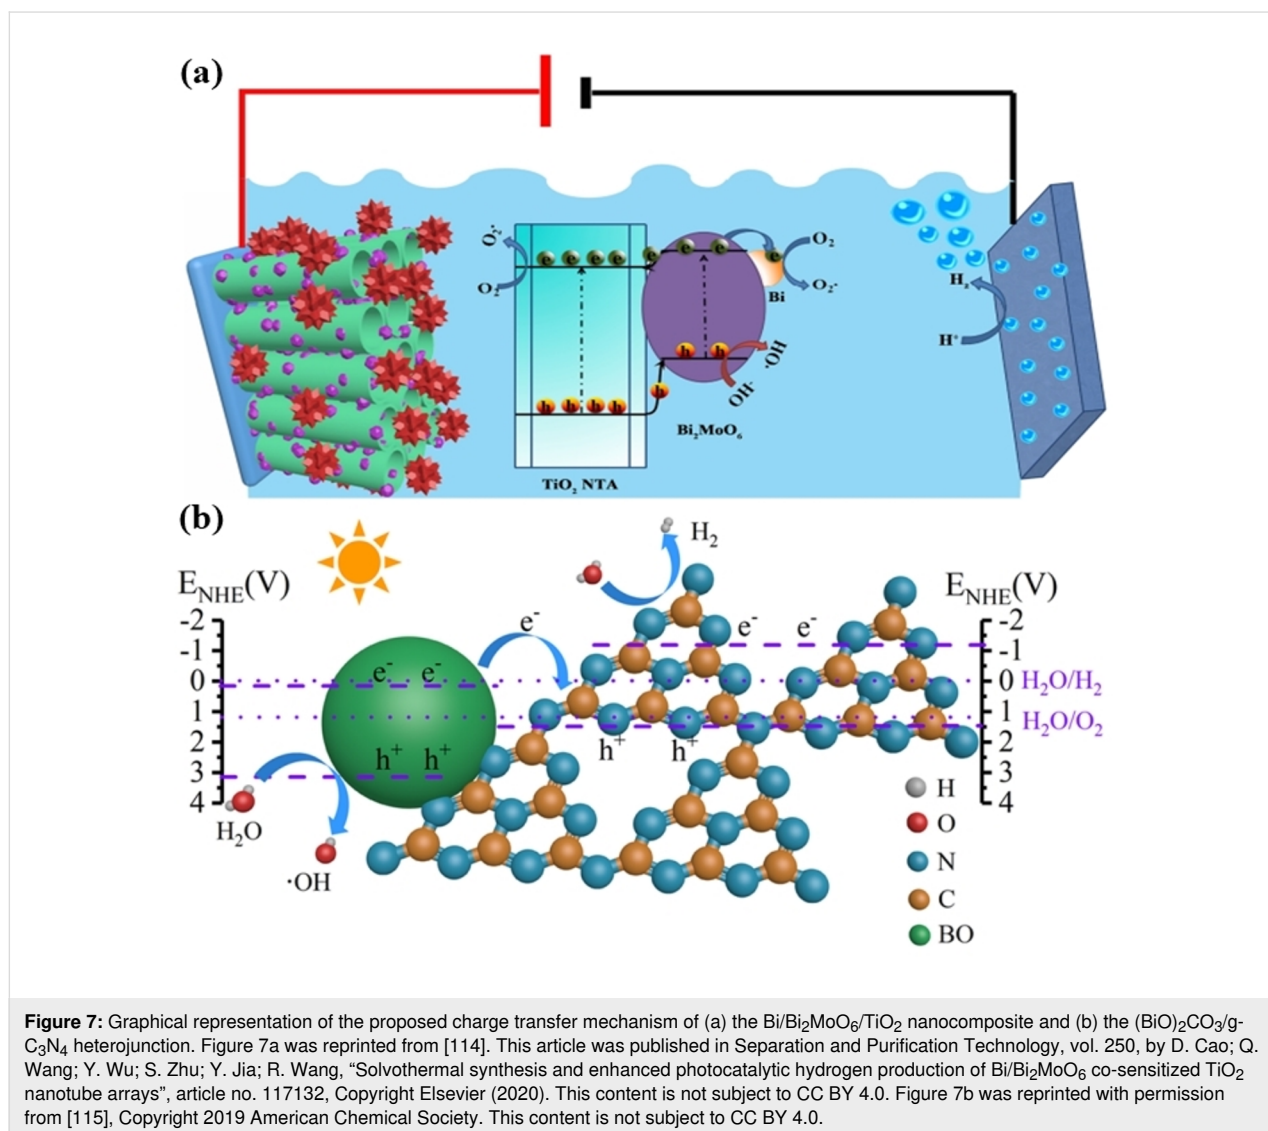 (a)
O₂·
O₂
e e e e e e e e
O₂
O₂·
Bi
H₂
H⁺
h h h h h h h
·OH
OH⁻
Bi₂MoO₆
TiO₂ NTA
(b)
H₂
E_NHE(V)
E_NHE(V)
-2
-1
0
1
2
3
4
e⁻
e⁻ e⁻
e⁻ e⁻
h⁺ h⁺
h⁺ h⁺
-2
-1
0
1
2
3
4
H₂O/H₂
H₂O/O₂
H₂O
·OH
H
O
N
C
BO
Figure 7: Graphical representation of the proposed charge transfer mechanism of (a) the Bi/Bi₂MoO₆/TiO₂ nanocomposite and (b) the (BiO)₂CO₃/g-
C₃N₄ heterojunction. Figure 7a was reprinted from [114]. This article was published in Separation and Purification Technology, vol. 250, by D. Cao; Q.
Wang; Y. Wu; S. Zhu; Y. Jia; R. Wang, “Solvothermal synthesis and enhanced photocatalytic hydrogen production of Bi/Bi₂MoO₆ co-sensitized TiO₂
nanotube arrays”, article no. 117132, Copyright Elsevier (2020). This content is not subject to CC BY 4.0. Figure 7b was reprinted with permission
from [115], Copyright 2019 American Chemical Society. This content is not subject to CC BY 4.0.